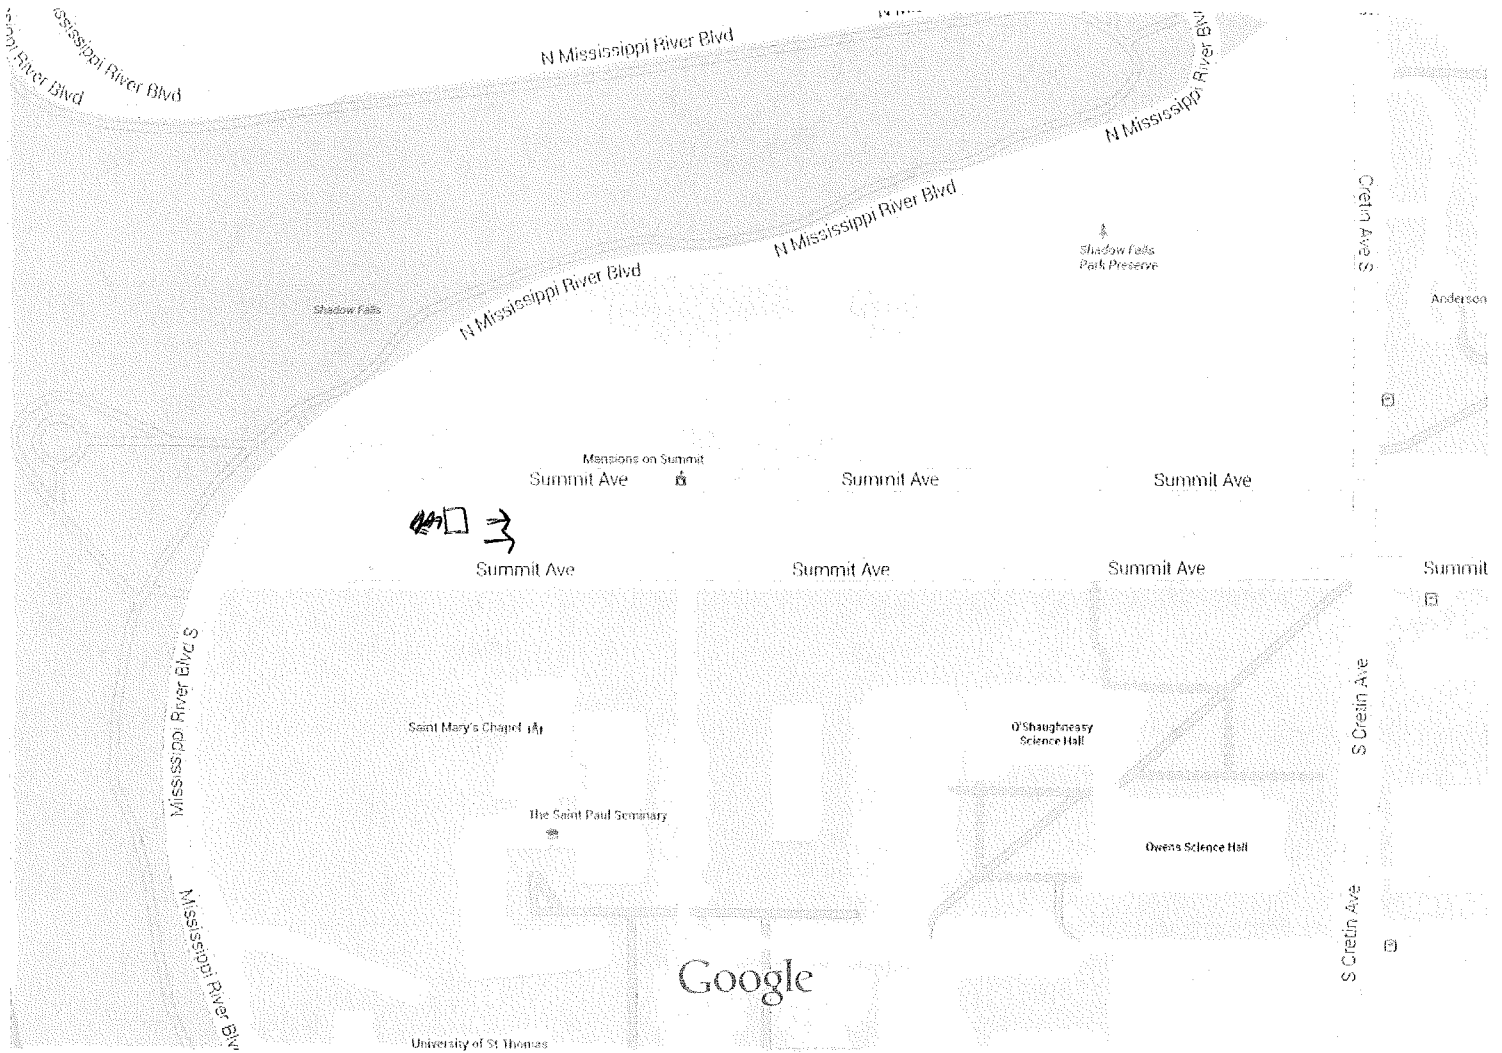 N Mississippi River Blvd
ssissippi River Blvd
River Blvd
N Mississippi River Blvd
N Mississippi River Blvd
Cretin Ave S
N Mississippi River Blvd
Shadow Falls
Park Preserve
N Mississippi River Blvd
Anderson
Shadow Falls
Mansions on Summit
Summit Ave
Summit Ave
Summit Ave
Summit Ave
Summit Ave
Summit Ave
Summit
Mississippi River Blvd S
S Cretin Ave
Saint Mary's Chapel
O'Shaughnessy
Science Hall
The Saint Paul Seminary
Owens Science Hall
Mississippi River Blv
S Cretin Ave
Google
University of St Thomas